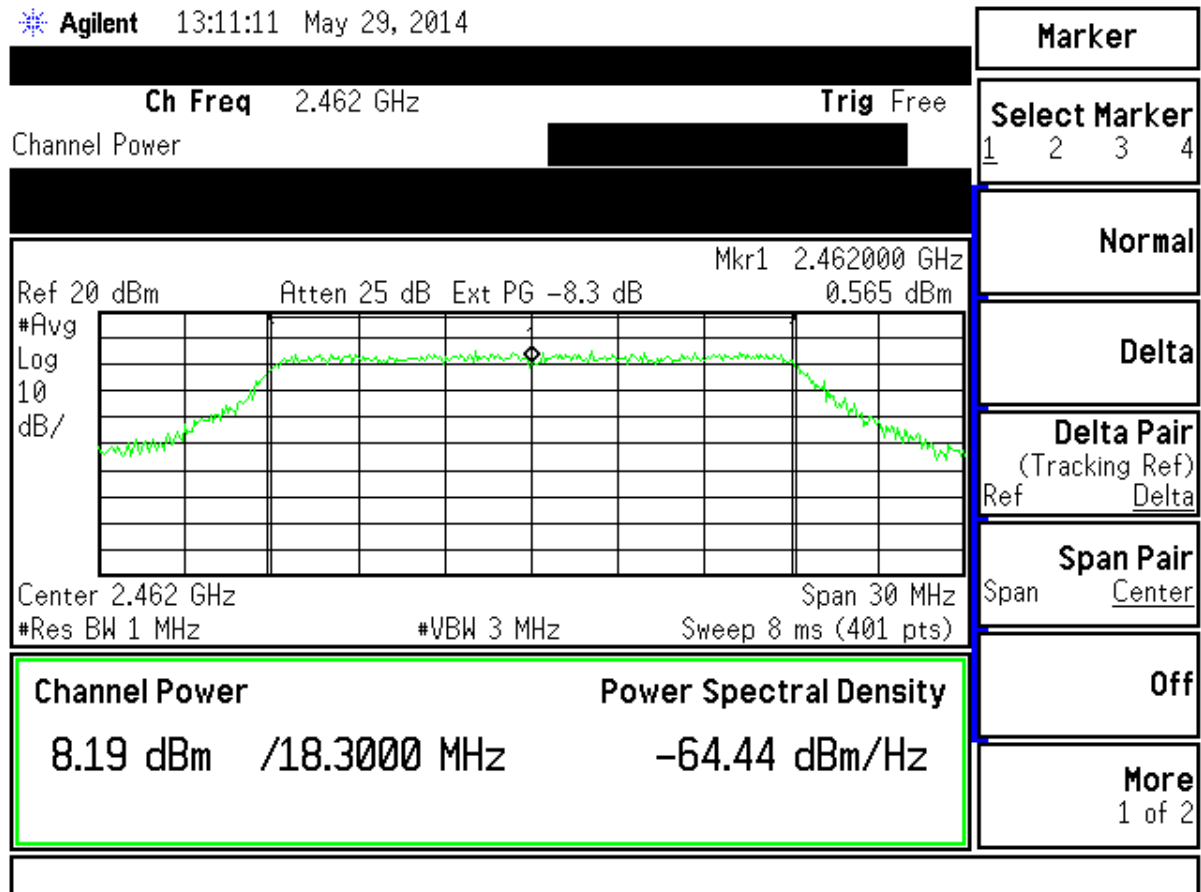 Agilent 13:11:11 May 29, 2014
Ch Freq 2.462 GHz Trig Free
Channel Power
Mkr1 2.462000 GHz
Ref 20 dBm Atten 25 dB Ext PG −8.3 dB 0.565 dBm
#Avg
Log
10
dB/
1
Center 2.462 GHz Span 30 MHz
#Res BW 1 MHz #VBW 3 MHz Sweep 8 ms (401 pts)
Channel Power Power Spectral Density
8.19 dBm /18.3000 MHz −64.44 dBm/Hz
Marker
Select Marker
1 2 3 4
Normal
Delta
Delta Pair
(Tracking Ref)
Ref Delta
Span Pair
Span Center
Off
More
1 of 2